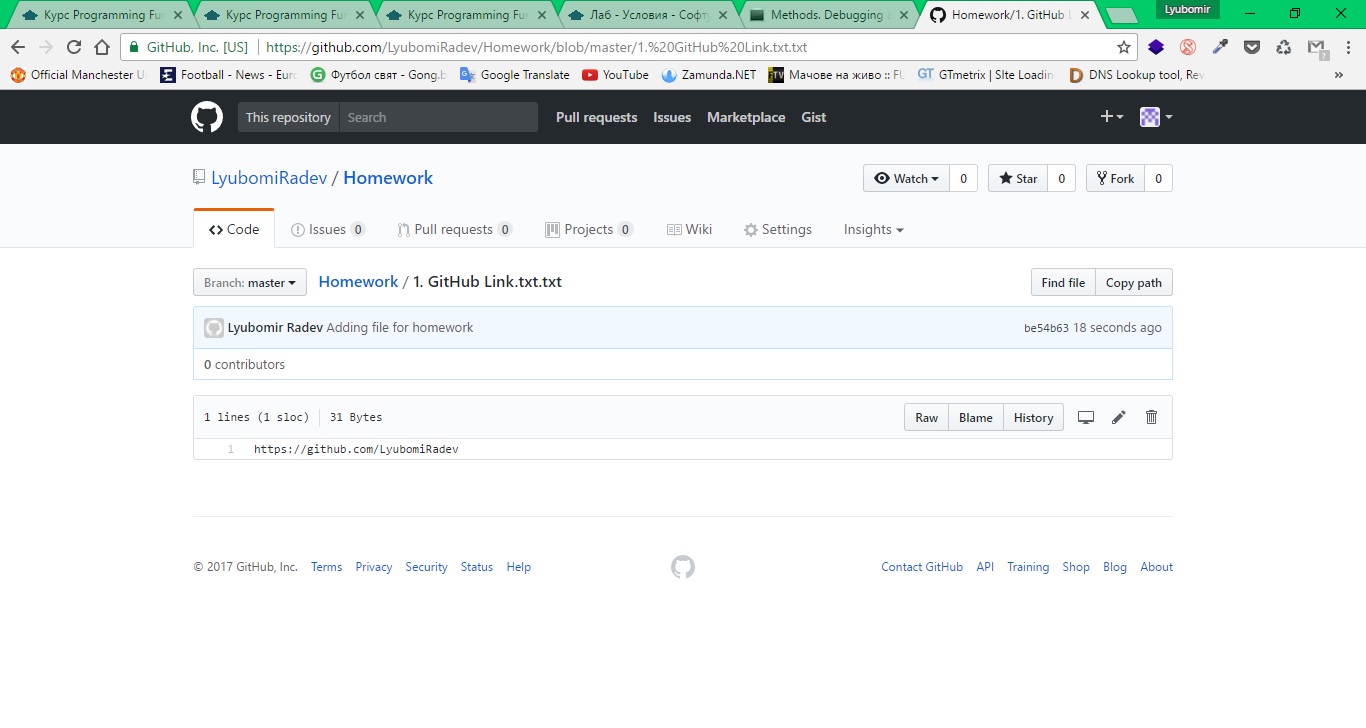 Курс Programming Fu
Курс Programming Fu
Курс Programming Fu
Лаб - Условия - Софту
Methods. Debugging a
Homework/1. GitHub L
Lyubomir
GitHub, Inc. [US]
https://github.com/LyubomiRadev/Homework/blob/master/1.%20GitHub%20Link.txt.txt
Official Manchester U
Football - News - Euro
Футбол свят - Gong.b
Google Translate
YouTube
Zamunda.NET
Мачове на живо :: FU
GTmetrix | SIte Loadin
DNS Lookup tool, Rev
This repository
Search
Pull requests
Issues
Marketplace
Gist
LyubomiRadev / Homework
Watch 0
Star 0
Fork 0
Code
Issues 0
Pull requests 0
Projects 0
Wiki
Settings
Insights
Branch: master
Homework / 1. GitHub Link.txt.txt
Find file
Copy path
Lyubomir Radev Adding file for homework
be54b63 18 seconds ago
0 contributors
1 lines (1 sloc)
31 Bytes
Raw
Blame
History
1 https://github.com/LyubomiRadev
© 2017 GitHub, Inc.
Terms
Privacy
Security
Status
Help
Contact GitHub
API
Training
Shop
Blog
About